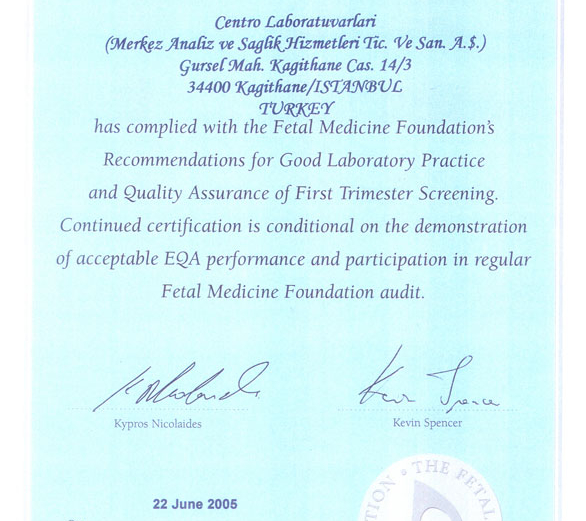 Centro Laboratuvarlari
(Merkez Analiz ve Saglik Hizmetleri Tic. Ve San. A.$.)
Gursel Mah. Kagithane Cas. 14/3
34400 Kagithane/ISTANBUL
TURKEY
has complied with the Fetal Medicine Foundation's
Recommendations for Good Laboratory Practice
and Quality Assurance of First Trimester Screening.
Continued certification is conditional on the demonstration
of acceptable EQA performance and participation in regular
Fetal Medicine Foundation audit.
Kevin Spencer
Kypros Nicolaides
Kevin Spencer
22 June 2005
TION • THE FETAL